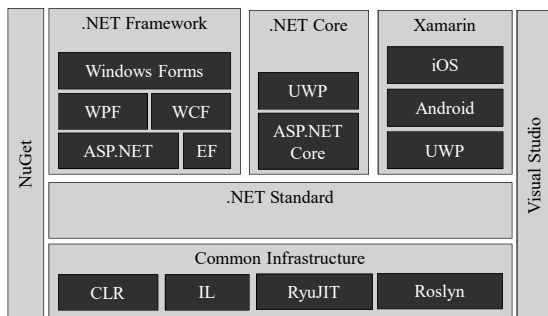 NuGet
.NET Framework
Windows Forms
WPF
WCF
ASP.NET
EF
.NET Core
UWP
ASP.NET
Core
Xamarin
iOS
Android
UWP
Visual Studio
.NET Standard
Common Infrastructure
CLR
IL
RyuJIT
Roslyn